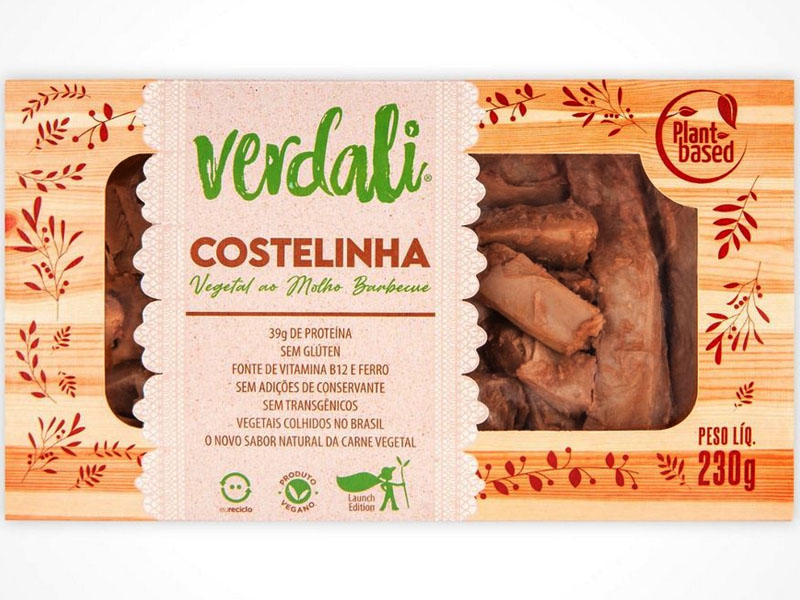 verdali®
COSTELINHA
Vegetal ao Molho Barbecue
39g DE PROTEÍNA
SEM GLÚTEN
FONTE DE VITAMINA B12 E FERRO
SEM ADIÇÕES DE CONSERVANTE
SEM TRANSGÊNICOS
VEGETAIS COLHIDOS NO BRASIL
O NOVO SABOR NATURAL DA CARNE VEGETAL
eureciclo
PRODUTO
VEGANO
Launch
Edition
Plant-
based
PESO LÍQ.
230g